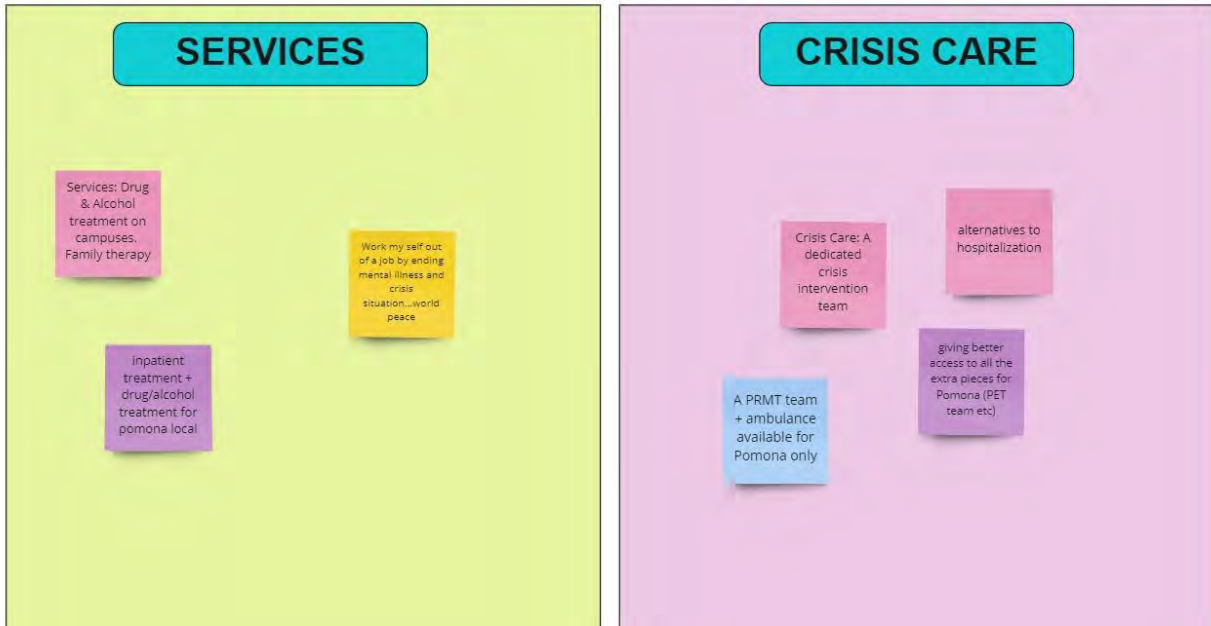 SERVICES
Services: Drug
& Alcohol
treatment on
campuses.
Family therapy
Work my self out
of a job by ending
mental illness and
crisis
situation...world
peace
inpatient
treatment +
drug/alcohol
treatment for
pomona local
CRISIS CARE
Crisis Care: A
dedicated
crisis
intervention
team
alternatives to
hospitalization
giving better
access to all the
extra pieces for
Pomona (PET
team etc)
A PRMT team
+ ambulance
available for
Pomona only